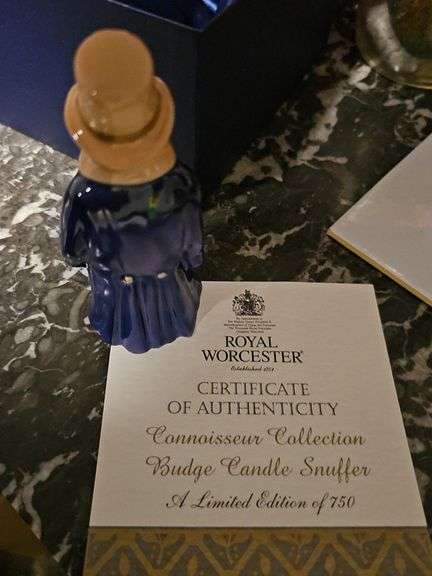 ROYAL
WORCESTER®
Established 1751
CERTIFICATE
OF AUTHENTICITY
Connoisseur Collection
Budge Candle Snuffer
A Limited Edition of 750